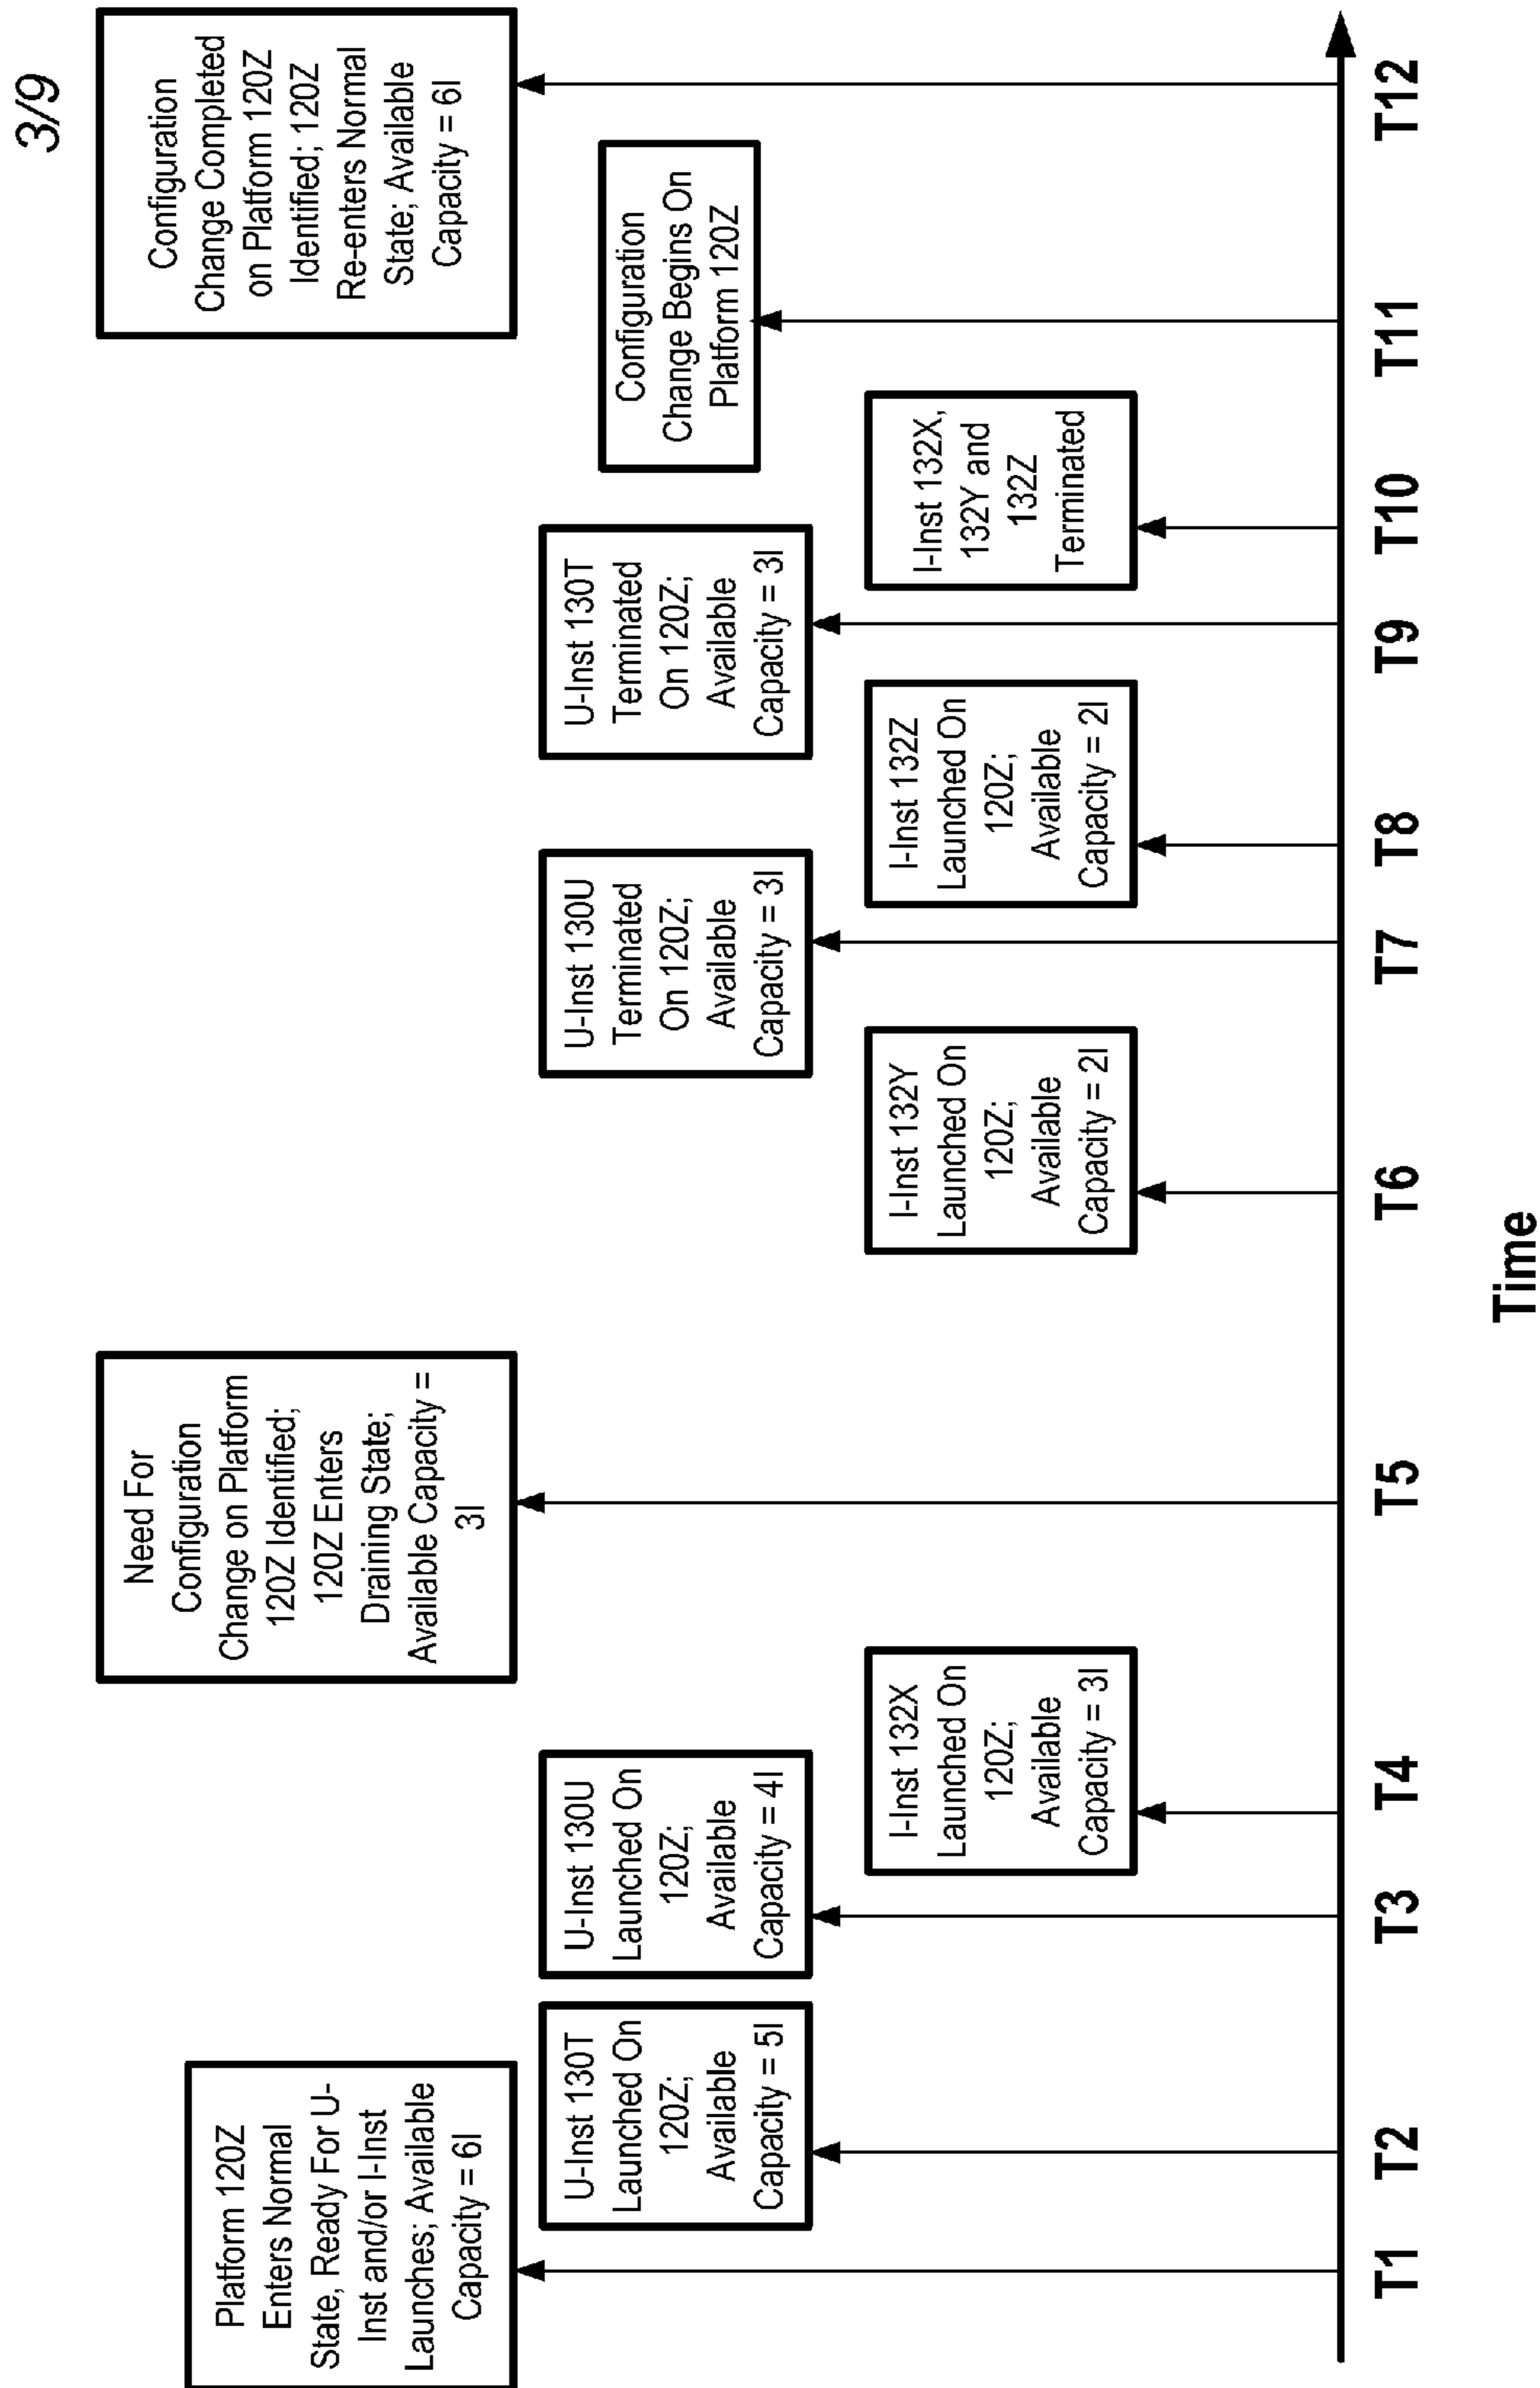 3/9
Platform 120Z
Enters Normal
State, Ready For U-
Inst and/or I-Inst
Launches; Available
Capacity = 6I
U-Inst 130T
Launched On
120Z;
Available
Capacity = 5I
U-Inst 130U
Launched On
120Z;
Available
Capacity = 4I
I-Inst 132X
Launched On
120Z;
Available
Capacity = 3I
Need For
Configuration
Change on Platform
120Z Identified;
120Z Enters
Draining State;
Available Capacity =
3I
I-Inst 132Y
Launched On
120Z;
Available
Capacity = 2I
U-Inst 130U
Terminated
On 120Z;
Available
Capacity = 3I
I-Inst 132Z
Launched On
120Z;
Available
Capacity = 2I
U-Inst 130T
Terminated
On 120Z;
Available
Capacity = 3I
I-Inst 132X,
132Y and
132Z
Terminated
Configuration
Change Begins On
Platform 120Z
Configuration
Change Completed
on Platform 120Z
Identified; 120Z
Re-enters Normal
State; Available
Capacity = 6I
T1 T2 T3 T4 T5 T6 T7 T8 T9 T10 T11 T12
Time